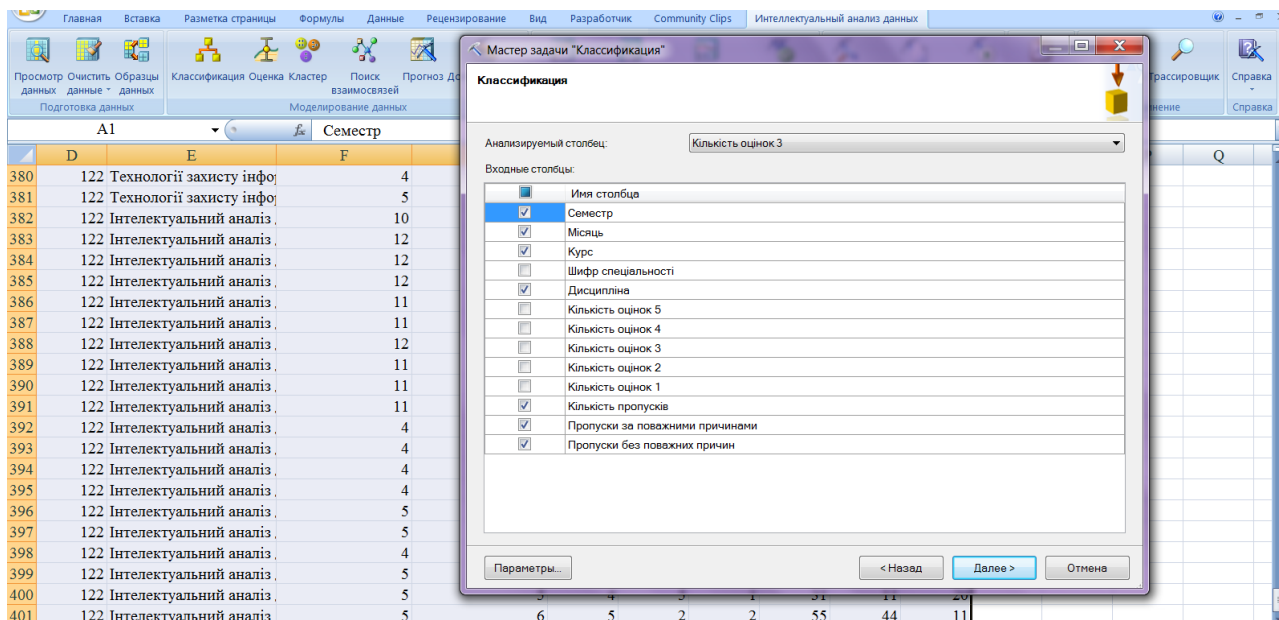 Главная Вставка Разметка страницы Формулы Данные Рецензирование Вид Разработчик Community Clips Интеллектуальный анализ данных
Просмотр Очистить Образцы Классификация Оценка Кластер Поиск Прогноз Трассировщик Справка
данных данные данных взаимосвязей
Подготовка данных Моделирование данных Справка
A1 fx Семестр
D E F Q
380 122 Технології захисту інфо 4
381 122 Технології захисту інфо 5
382 122 Інтелектуальний аналіз 10
383 122 Інтелектуальний аналіз 12
384 122 Інтелектуальний аналіз 12
385 122 Інтелектуальний аналіз 12
386 122 Інтелектуальний аналіз 11
387 122 Інтелектуальний аналіз 11
388 122 Інтелектуальний аналіз 12
389 122 Інтелектуальний аналіз 11
390 122 Інтелектуальний аналіз 11
391 122 Інтелектуальний аналіз 11
392 122 Інтелектуальний аналіз 4
393 122 Інтелектуальний аналіз 4
394 122 Інтелектуальний аналіз 4
395 122 Інтелектуальний аналіз 4
396 122 Інтелектуальний аналіз 5
397 122 Інтелектуальний аналіз 5
398 122 Інтелектуальний аналіз 4
399 122 Інтелектуальний аналіз 5
400 122 Інтелектуальний аналіз 5
401 122 Інтелектуальний аналіз 5 6 5 2 2 55 44 11
Мастер задачи "Классификация"
Классификация
Анализируемый столбец: Кількість оцінок 3
Входные столбцы:
Имя столбца
Семестр
Місяць
Курс
Шифр спеціальності
Дисципліна
Кількість оцінок 5
Кількість оцінок 4
Кількість оцінок 3
Кількість оцінок 2
Кількість оцінок 1
Кількість пропусків
Пропуски за поважними причинами
Пропуски без поважних причин
Параметры... < Назад Далее > Отмена